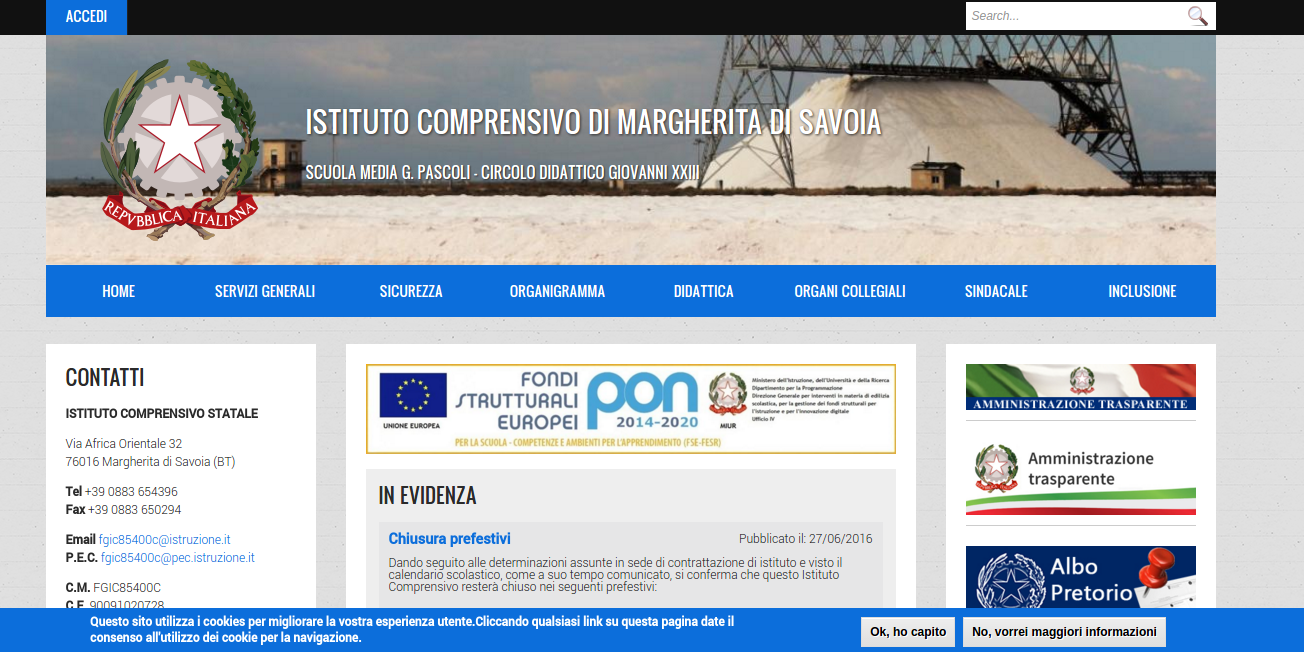 ACCEDI
Search...
ISTITUTO COMPRENSIVO DI MARGHERITA DI SAVOIA
SCUOLA MEDIA G. PASCOLI - CIRCOLO DIDATTICO GIOVANNI XXIII
REPVBBLICA ITALIANA
HOME SERVIZI GENERALI SICUREZZA ORGANIGRAMMA DIDATTICA ORGANI COLLEGIALI SINDACALE INCLUSIONE
CONTATTI
ISTITUTO COMPRENSIVO STATALE
Via Africa Orientale 32
76016 Margherita di Savoia (BT)
Tel +39 0883 654396
Fax +39 0883 650294
Email fgic85400c@istruzione.it
P.E.C. fgic85400c@pec.istruzione.it
C.M. FGIC85400C
C.F. 90091020728
UNIONE EUROPEA
FONDI
STRUTTURALI
EUROPEI
pon
2014-2020
MIUR
Ministero dell'Istruzione, dell'Università e della Ricerca
Dipartimento per la Programmazione
Direzione Generale per interventi in materia di edilizia
scolastica, per la gestione dei fondi strutturali per
l'istruzione e per l'innovazione digitale
Ufficio IV
PER LA SCUOLA - COMPETENZE E AMBIENTI PER L'APPRENDIMENTO (FSE-FESR)
IN EVIDENZA
Chiusura prefestivi
Pubblicato il: 27/06/2016
Dando seguito alle determinazioni assunte in sede di contrattazione di istituto e visto il
calendario scolastico, come a suo tempo comunicato, si conferma che questo Istituto
Comprensivo resterà chiuso nei seguenti prefestivi:
AMMINISTRAZIONE TRASPARENTE
Amministrazione
trasparente
Albo
Pretorio
Questo sito utilizza i cookies per migliorare la vostra esperienza utente.Cliccando qualsiasi link su questa pagina date il
consenso all'utilizzo dei cookie per la navigazione.
Ok, ho capito
No, vorrei maggiori informazioni